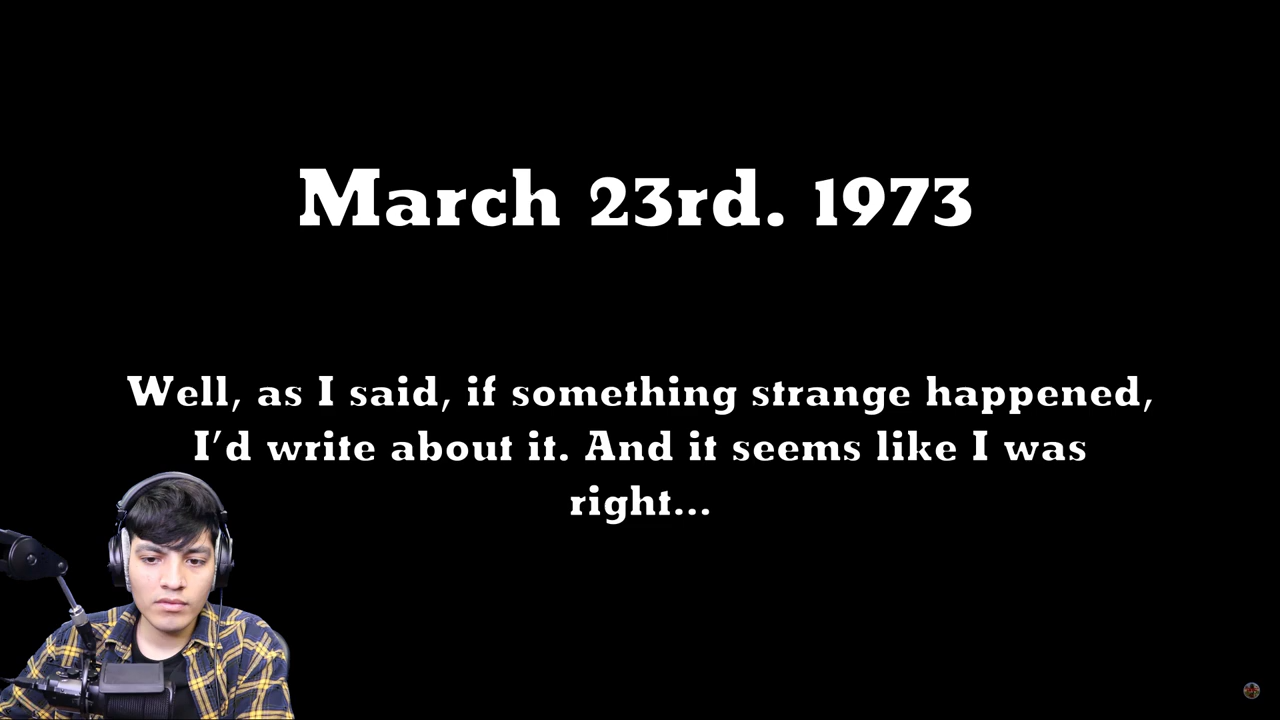 March 23rd. 1973
Well, as I said, if something strange happened,
I'd write about it. And it seems like I was
right...